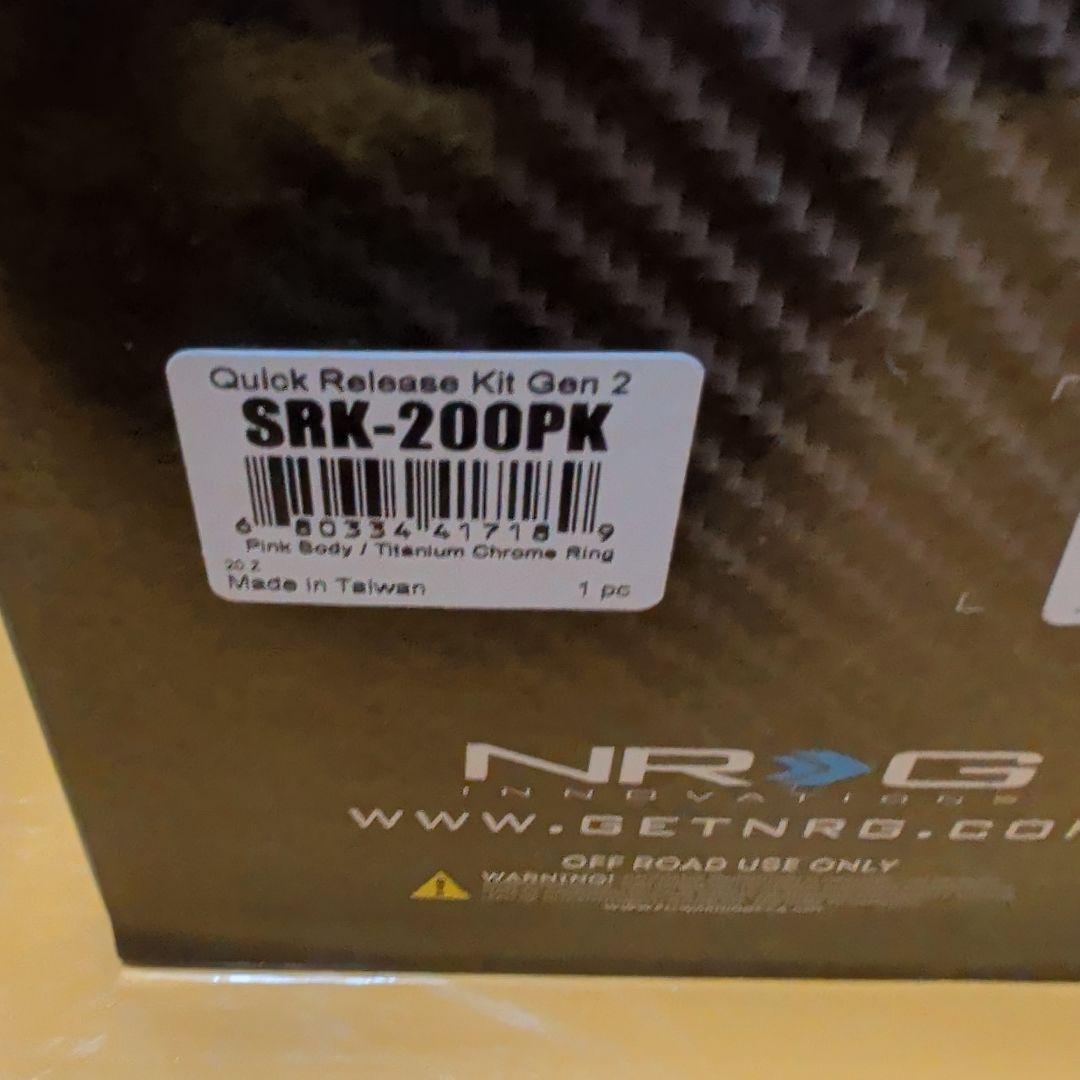 Quick Release Kit Gen 2
SRK-200PK
6 80334 41718 9
Pink Body / Titanium Chrome Ring
20.2
Made in Taiwan 1 pc
NRG
INNOVATIONS
WWW.GETNRG.CO
OFF ROAD USE ONLY
WARNING!